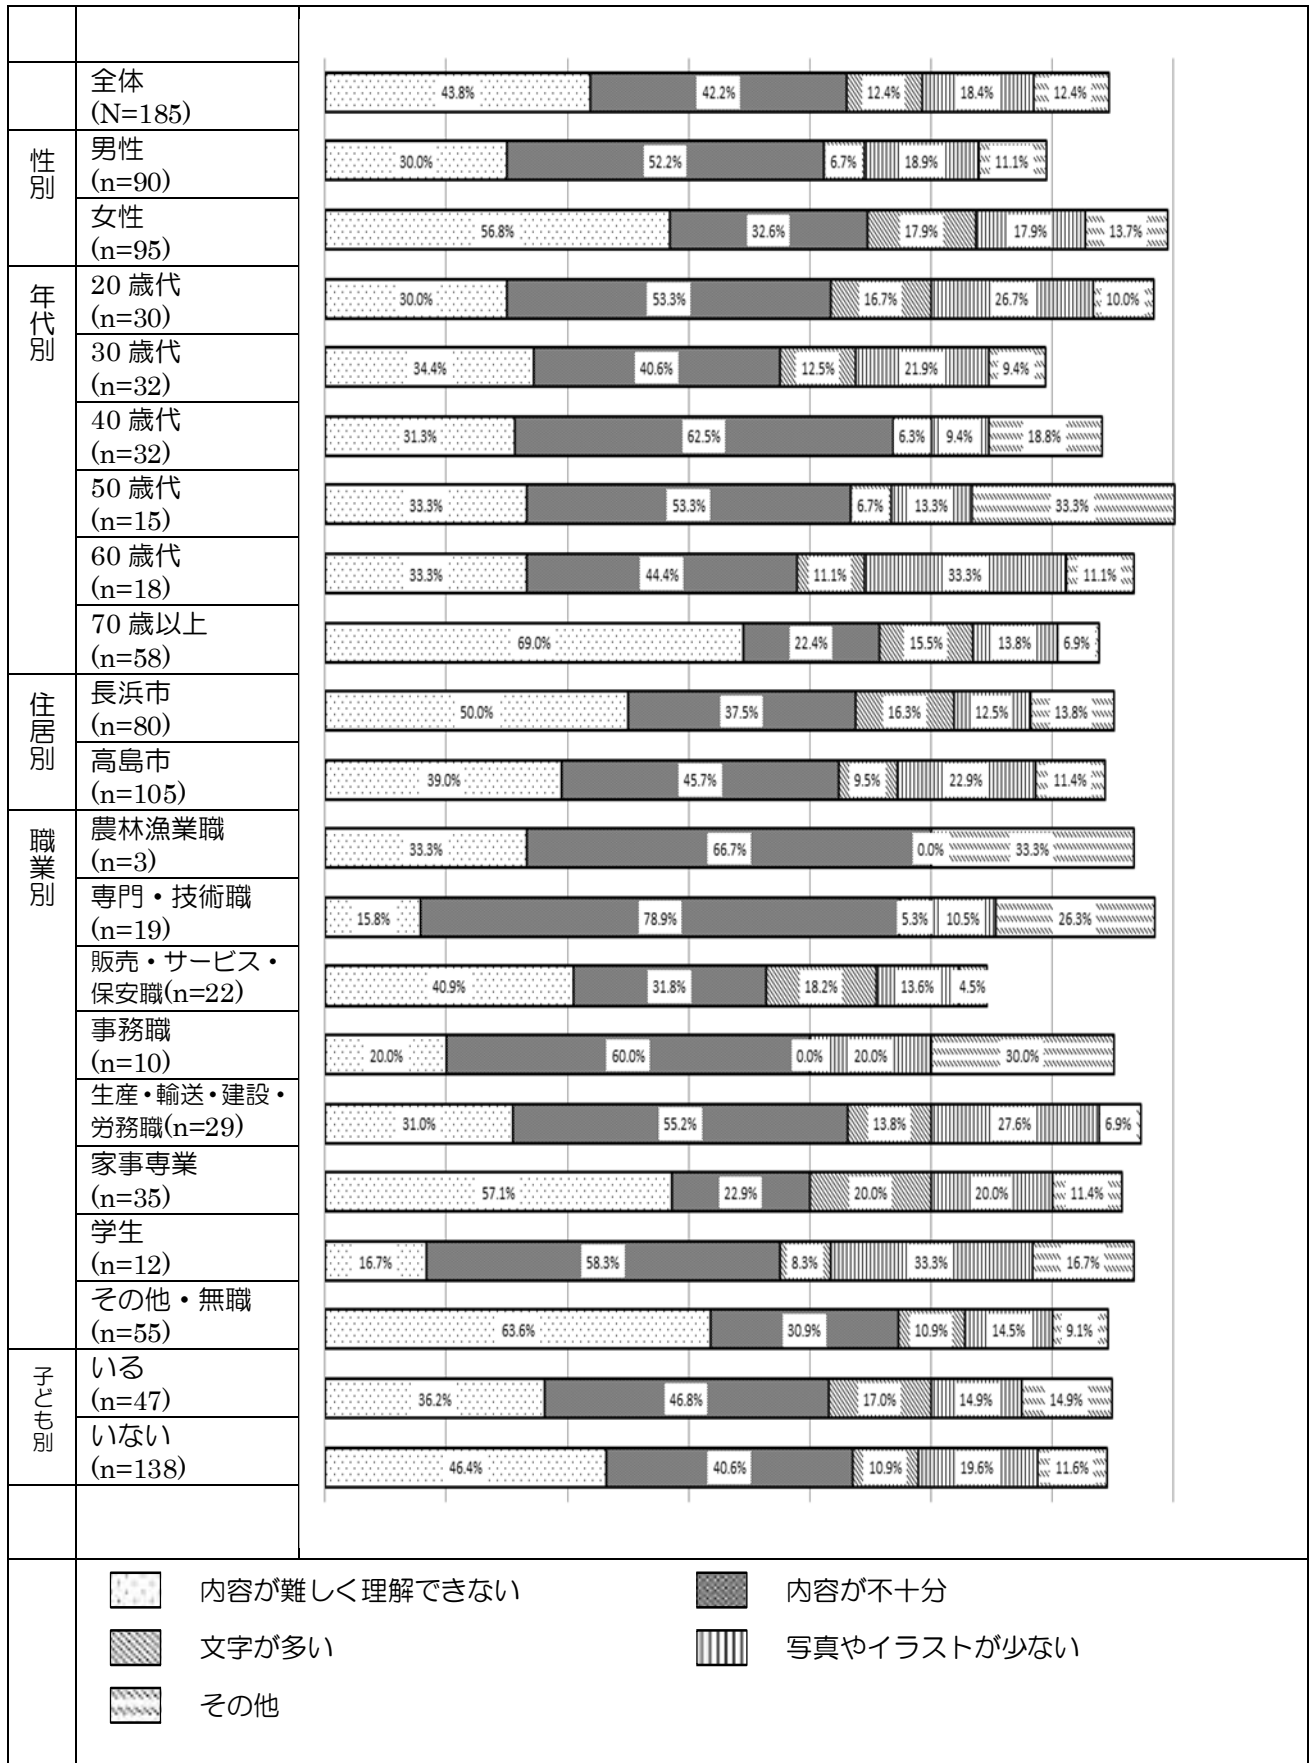 全体
(N=185)
43.8% 42.2% 12.4% 18.4% 12.4%
性別
男性
(n=90)
30.0% 52.2% 6.7% 18.9% 11.1%
女性
(n=95)
56.8% 32.6% 17.9% 17.9% 13.7%
年代別
20 歳代
(n=30)
30.0% 53.3% 16.7% 26.7% 10.0%
30 歳代
(n=32)
34.4% 40.6% 12.5% 21.9% 9.4%
40 歳代
(n=32)
31.3% 62.5% 6.3% 9.4% 18.8%
50 歳代
(n=15)
33.3% 53.3% 6.7% 13.3% 33.3%
60 歳代
(n=18)
33.3% 44.4% 11.1% 33.3% 11.1%
70 歳以上
(n=58)
69.0% 22.4% 15.5% 13.8% 6.9%
住居別
長浜市
(n=80)
50.0% 37.5% 16.3% 12.5% 13.8%
高島市
(n=105)
39.0% 45.7% 9.5% 22.9% 11.4%
職業別
農林漁業職
(n=3)
33.3% 66.7% 0.0% 33.3%
専門・技術職
(n=19)
15.8% 78.9% 5.3% 10.5% 26.3%
販売・サービス・
保安職(n=22)
40.9% 31.8% 18.2% 13.6% 4.5%
事務職
(n=10)
20.0% 60.0% 0.0% 20.0% 30.0%
生産・輸送・建設・
労務職(n=29)
31.0% 55.2% 13.8% 27.6% 6.9%
家事専業
(n=35)
57.1% 22.9% 20.0% 20.0% 11.4%
学生
(n=12)
16.7% 58.3% 8.3% 33.3% 16.7%
その他・無職
(n=55)
63.6% 30.9% 10.9% 14.5% 9.1%
子ども別
いる
(n=47)
36.2% 46.8% 17.0% 14.9% 14.9%
いない
(n=138)
46.4% 40.6% 10.9% 19.6% 11.6%
内容が難しく理解できない 内容が不十分
文字が多い 写真やイラストが少ない
その他